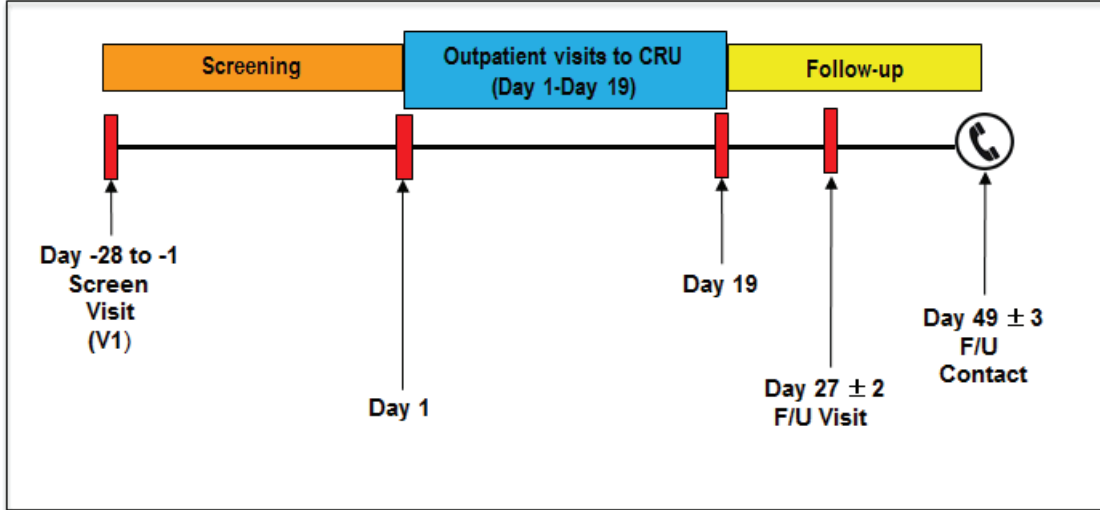 Screening
Outpatient visits to CRU
(Day 1-Day 19)
Follow-up
Day -28 to -1
Screen
Visit
(V1)
Day 1
Day 19
Day 27 ± 2
F/U Visit
Day 49 ± 3
F/U
Contact